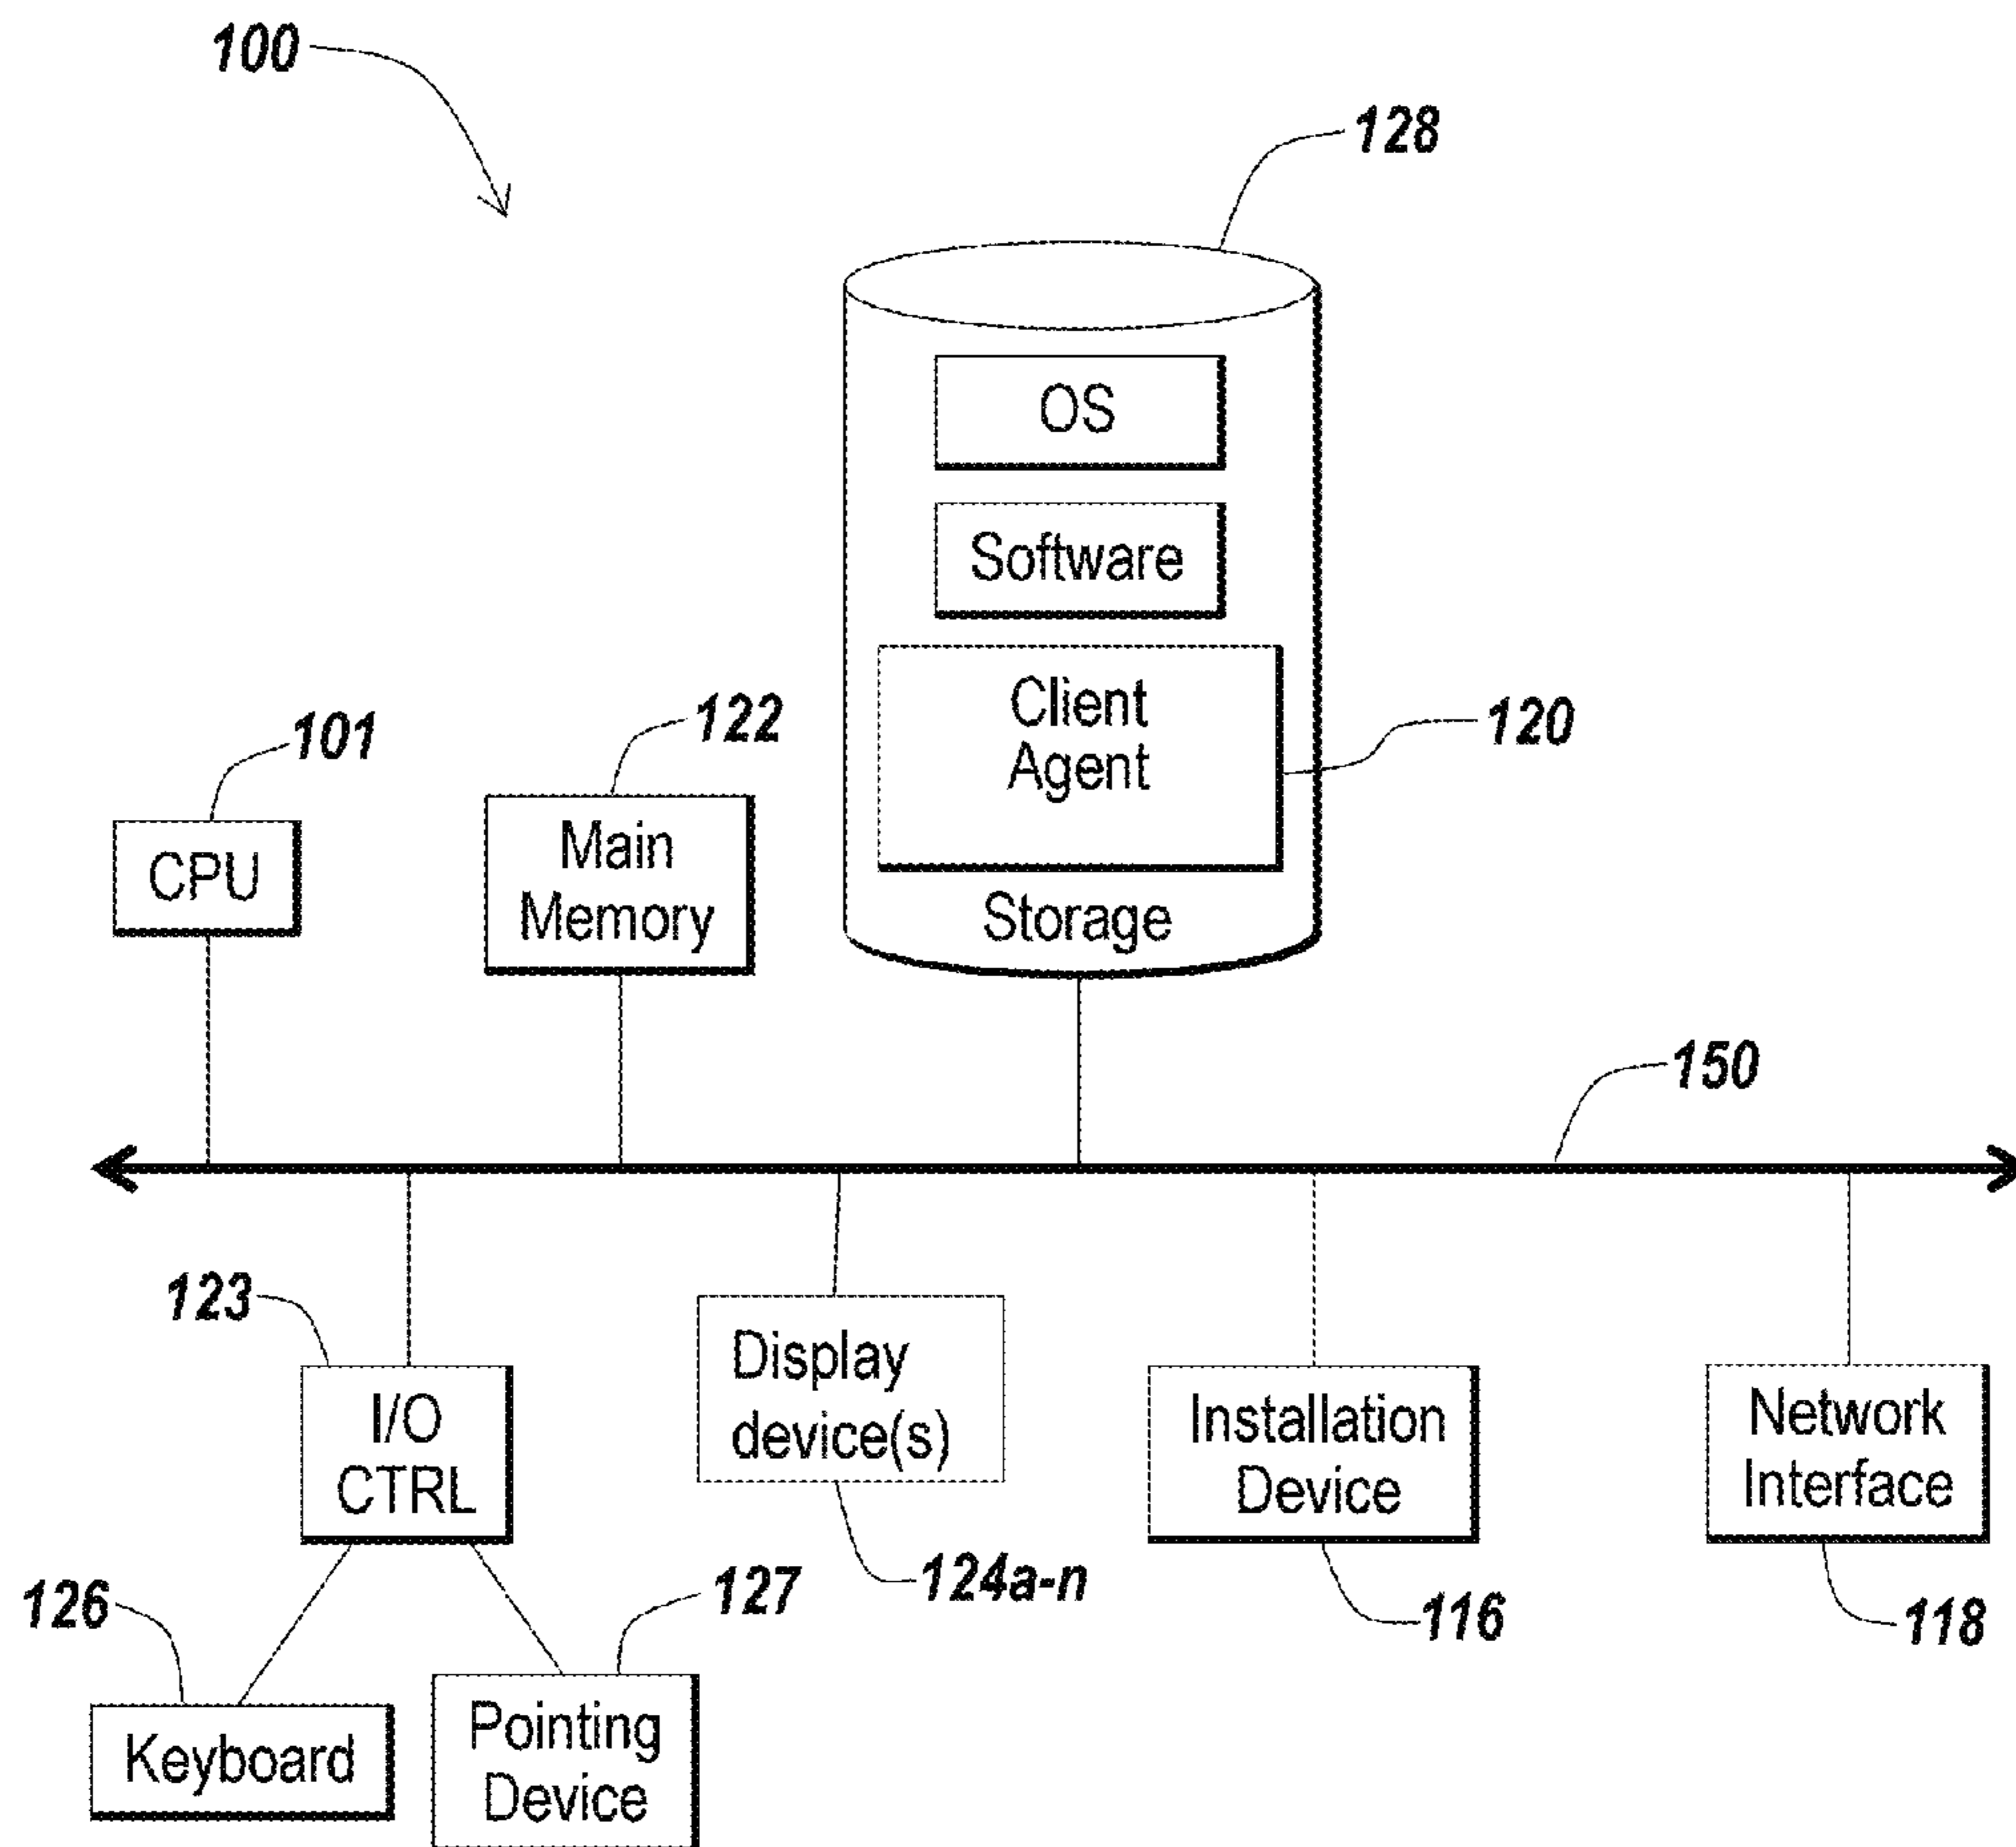 100
128
OS
Software
Client
Agent
120
Storage
101
CPU
122
Main
Memory
150
123
I/O
CTRL
Display
device(s)
124a-n
Installation
Device
116
Network
Interface
118
126
Keyboard
127
Pointing
Device